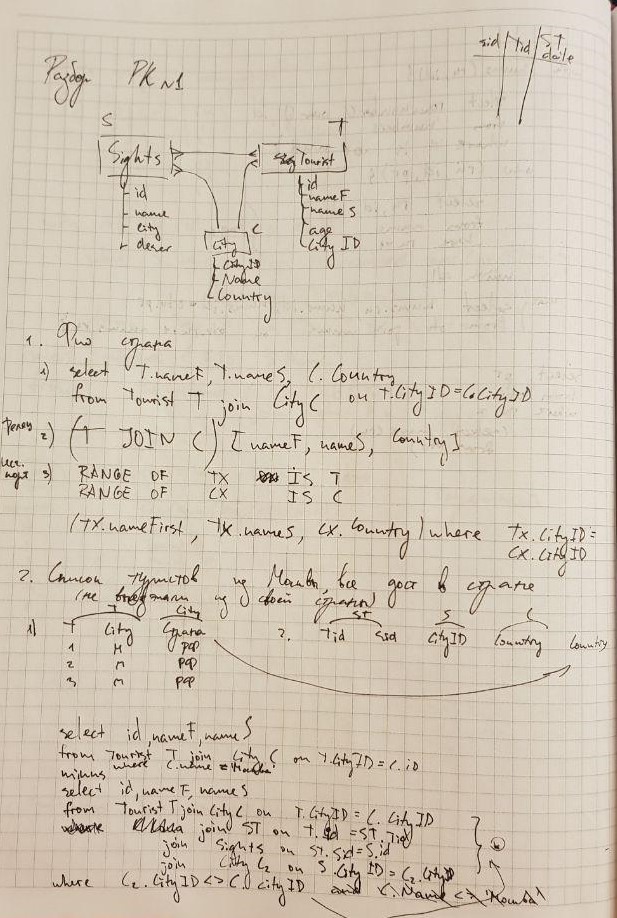 sid Tid ST
date
Разбор РК №1
S
T
Sights
Tourist
id
name
city
id
nameF
nameS
age
City ID
C
City
CityID
Name
Country
1. Фио страна
1) select T.nameF, T.nameS, C.Country
from Tourist T join City C on T.CityID=C.CityID
2) (T JOIN C) [nameF, nameS, Country]
3) RANGE OF TX IS T
RANGE OF CX IS C
(TX.nameFirst, TX.nameS, CX.Country) where TX.CityID=
CX.CityID
2. Список туристов из Москвы, все дост в стране
(не выезжали из своей страны)
T City
ST S C
1) T City Страна
2. Tid Sid CityID Country Country
1 М РФ
2 М РФ
3 М РФ
select id, nameF, nameS
from Tourist T join City C on T.CityID=C.iD
minus where C.name = 'Москва'
select id, nameF, nameS
from Tourist T join City C on T.CityID = C.CityID
join ST on T.id =ST.Tid
join Sights on ST.Sid=S.id
join City C2 on S.CityID=C2.CityID
where C2.CityID<>C.cityID and C.Name <> 'Москва'